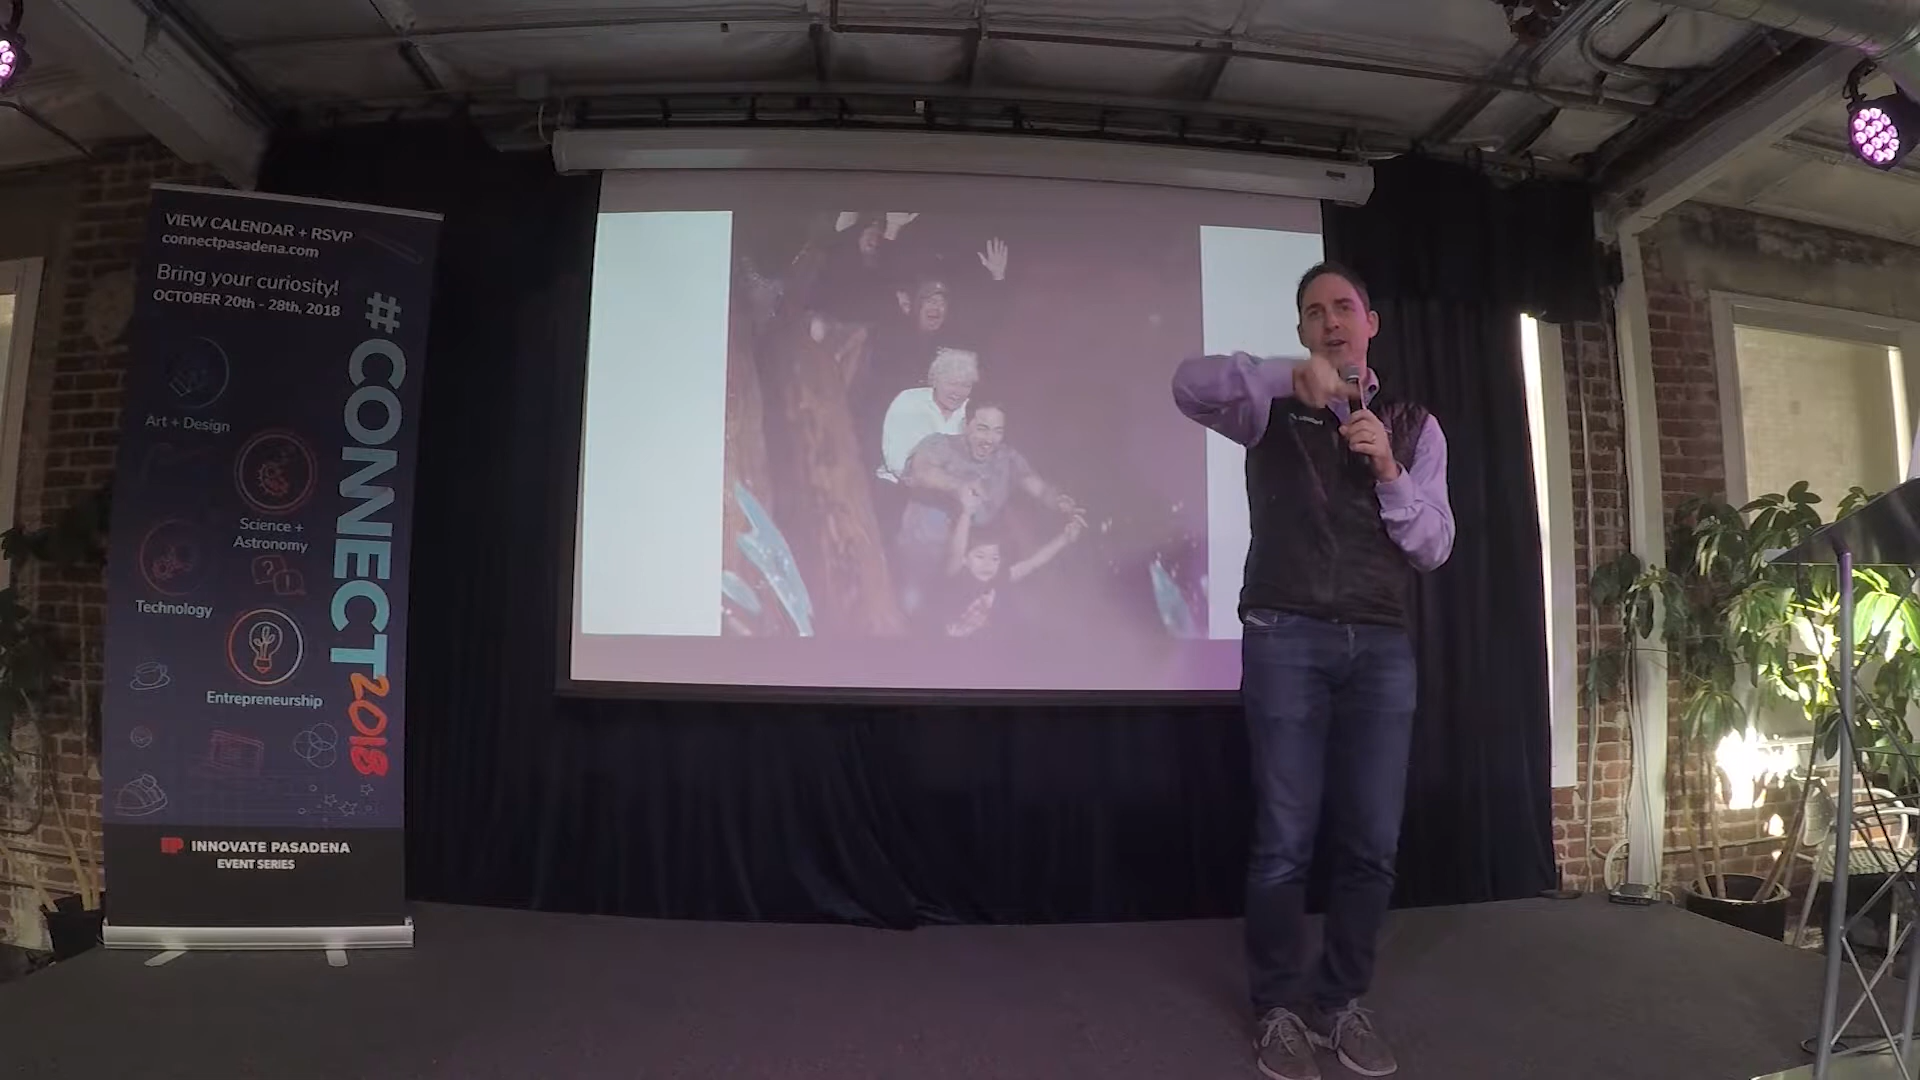 VIEW CALENDAR + RSVP
connectpasadena.com
Bring your curiosity!
OCTOBER 20th - 28th, 2018
#CONNECT2018
Art + Design
Science +
Astronomy
Technology
Entrepreneurship
IP INNOVATE PASADENA
EVENT SERIES